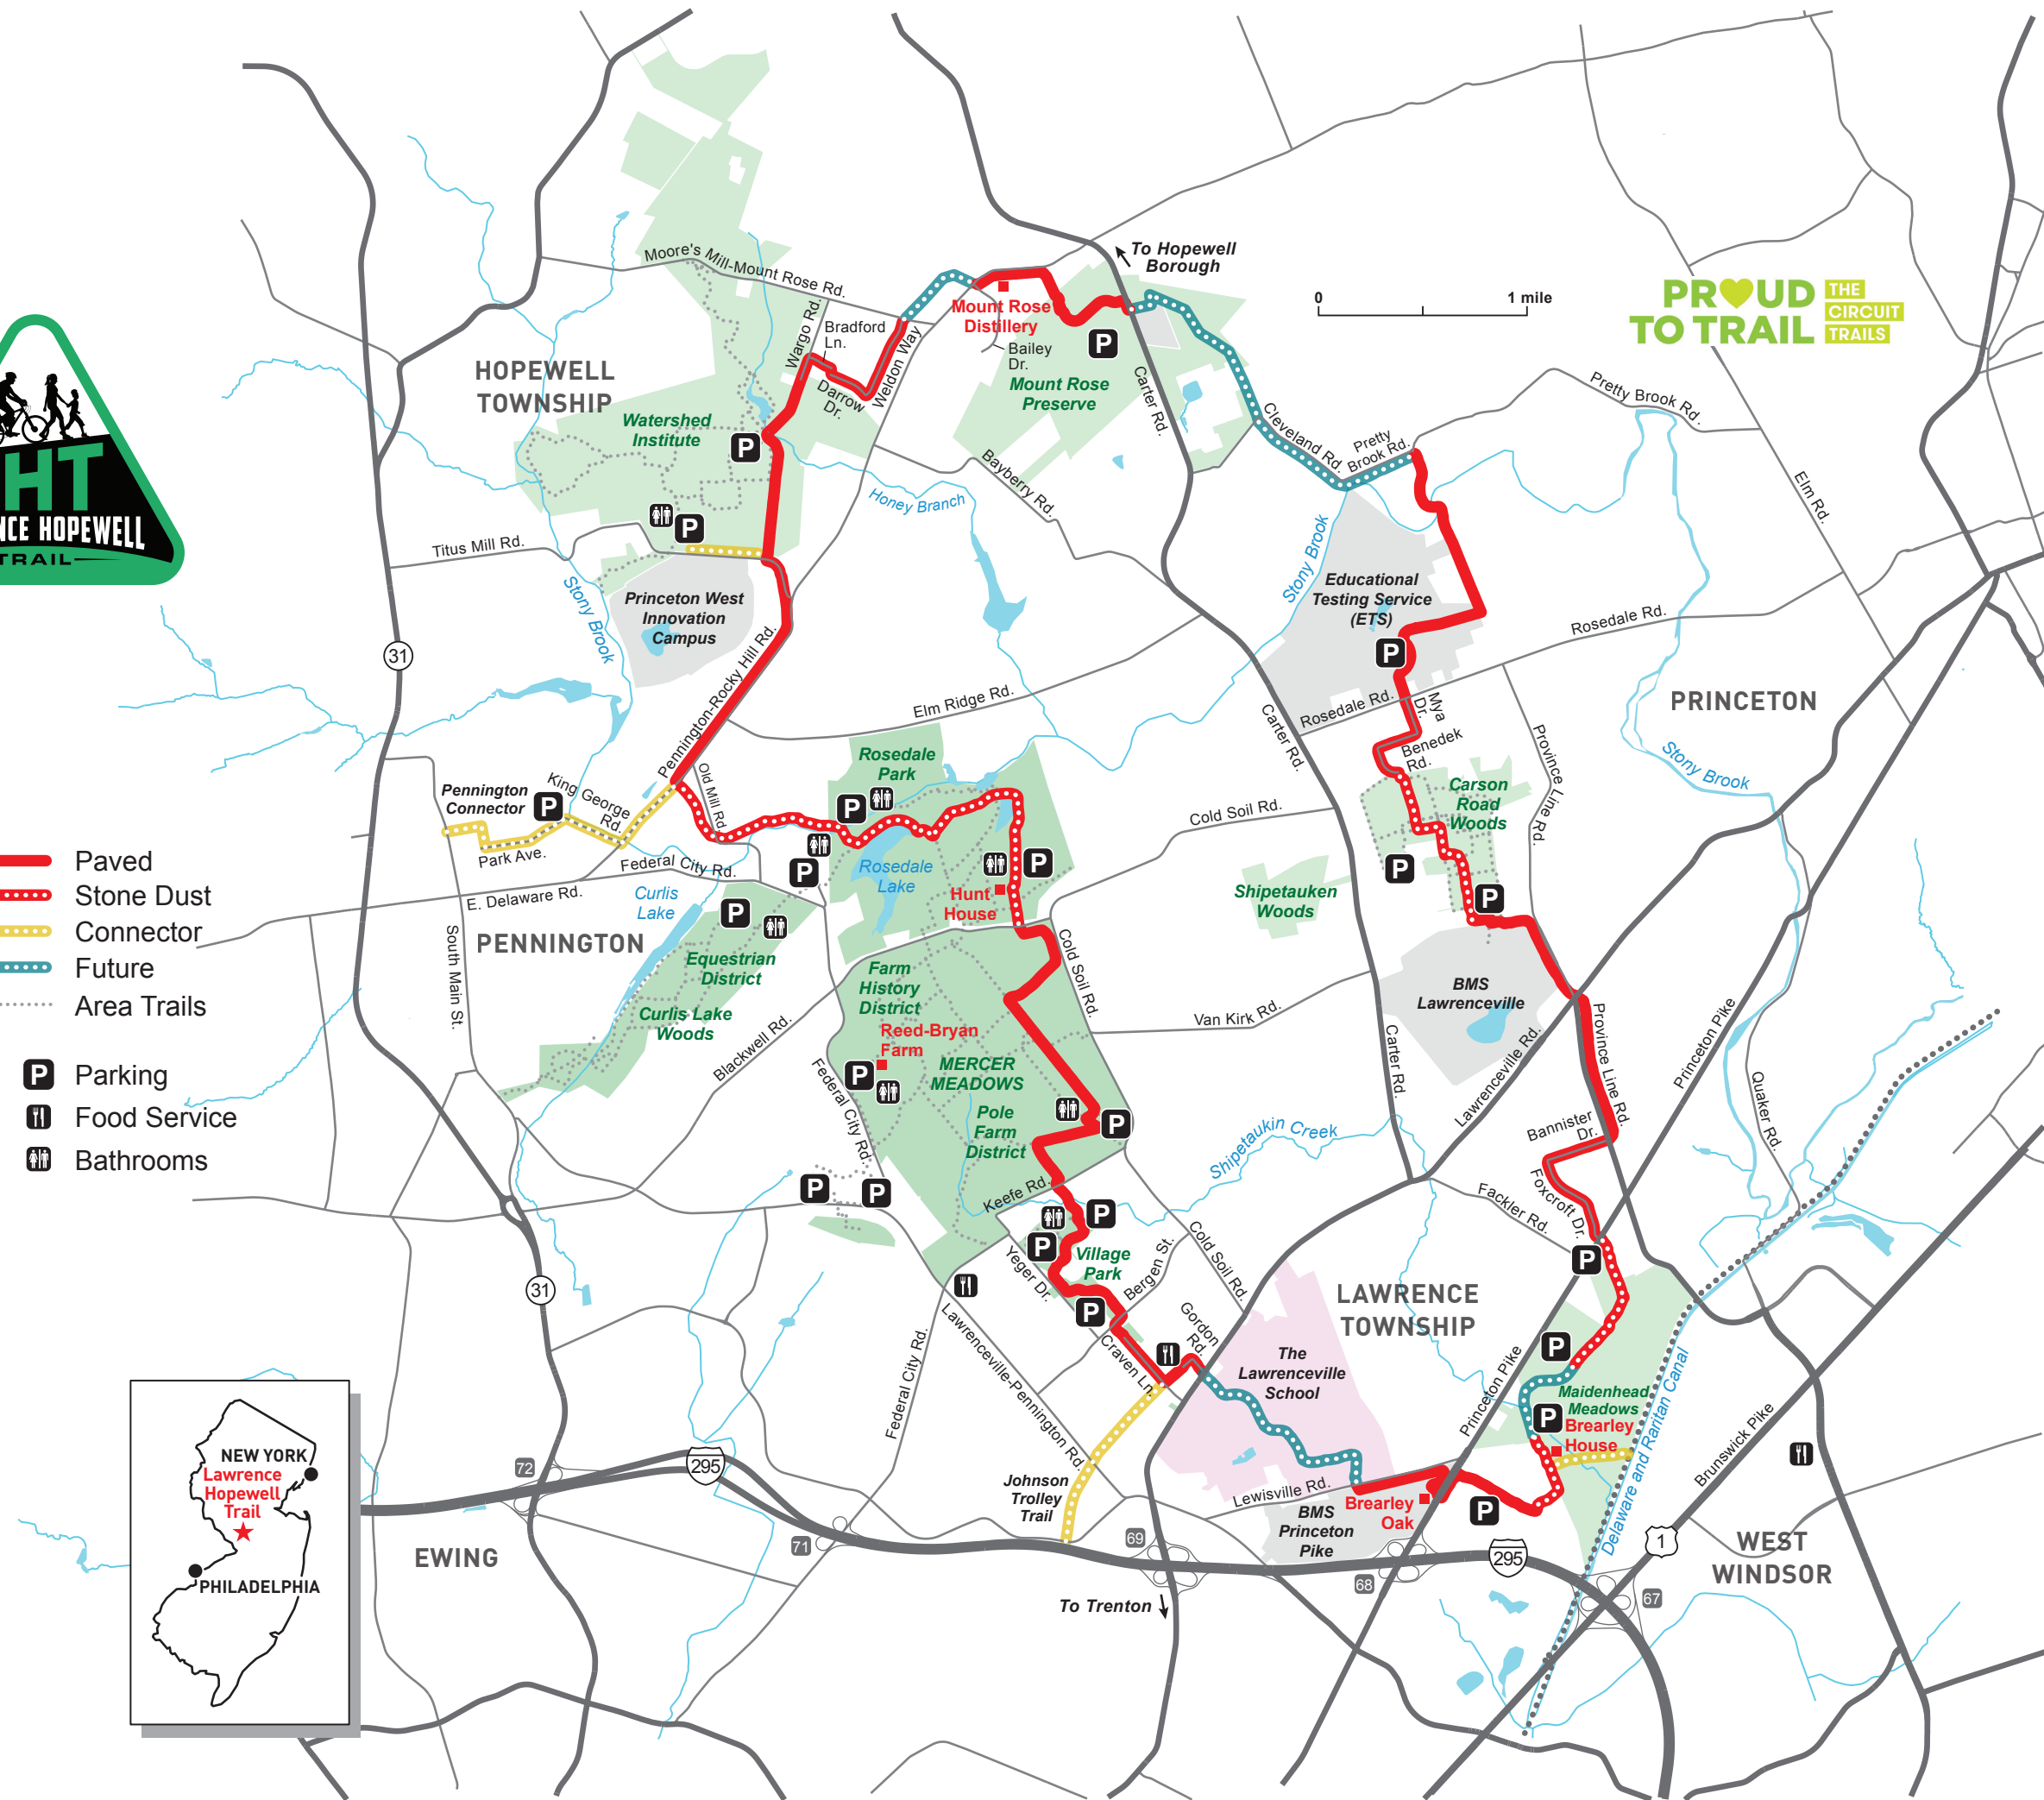 To Hopewell
Borough
Moore's Mill-Mount Rose Rd.
0
1 mile
PROUD
TO TRAIL
THE
CIRCUIT
TRAILS
Wargo Rd.
Bradford
Ln.
Mount Rose
Distillery
Weldon Way
Bailey
Dr.
Darrow
Dr.
Mount Rose
Preserve
Carter Rd.
HOPEWELL
TOWNSHIP
Watershed
Institute
P
P
P
Cleveland Rd.
Pretty
Brook Rd.
Pretty Brook Rd.
Elm Rd.
HT
NCE HOPEWELL
TRAIL
Bayberry Rd.
Honey Branch
Titus Mill Rd.
P
Stony Brook
Princeton West
Innovation
Campus
Stony Brook
Educational
Testing Service
(ETS)
P
Rosedale Rd.
31
Pennington-Rocky Hill Rd.
Elm Ridge Rd.
Rosedale Rd.
Mya
Dr.
Benedek
Rd.
PRINCETON
Carter Rd.
Province Line Rd.
Stony Brook
Rosedale
Park
Old Mill Rd.
Pennington
Connector
P
King George
Rd.
Park Ave.
P
Carson
Road
Woods
Cold Soil Rd.
Paved
Stone Dust
Connector
Future
Area Trails
P
Parking
Food Service
Bathrooms
Federal City Rd.
E. Delaware Rd.
Curlis
Lake
P
Rosedale
Lake
P
Hunt
House
P
P
P
Shipetauken
Woods
PENNINGTON
South Main St.
Equestrian
District
Curlis Lake
Woods
Farm
History
District
Cold Soil Rd.
Reed-Bryan
Farm
P
MERCER
MEADOWS
Pole
Farm
District
P
Blackwell Rd.
Federal City Rd.
Van Kirk Rd.
BMS
Lawrenceville
Carter Rd.
Lawrenceville Rd.
Province Line Rd.
Princeton Pike
Quaker Rd.
Bannister
Dr.
Foxcroft Dr.
Fackler Rd.
P
Shipetaukin Creek
Keefe Rd.
P
P
P
P
Village
Park
Yeger Dr.
Bergen St.
Cold Soil Rd.
P
Gordon
Rd.
Craven Ln.
31
Lawrenceville-Pennington Rd.
Federal City Rd.
LAWRENCE
TOWNSHIP
The
Lawrenceville
School
Princeton Pike
P
Maidenhead
Meadows
P
Brearley
House
Delaware and Raritan Canal
Brunswick Pike
Johnson
Trolley
Trail
Lewisville Rd.
BMS
Princeton
Pike
Brearley
Oak
P
NEW YORK
Lawrence
Hopewell
Trail
PHILADELPHIA
72
295
71
69
68
295
67
1
EWING
To Trenton
WEST
WINDSOR